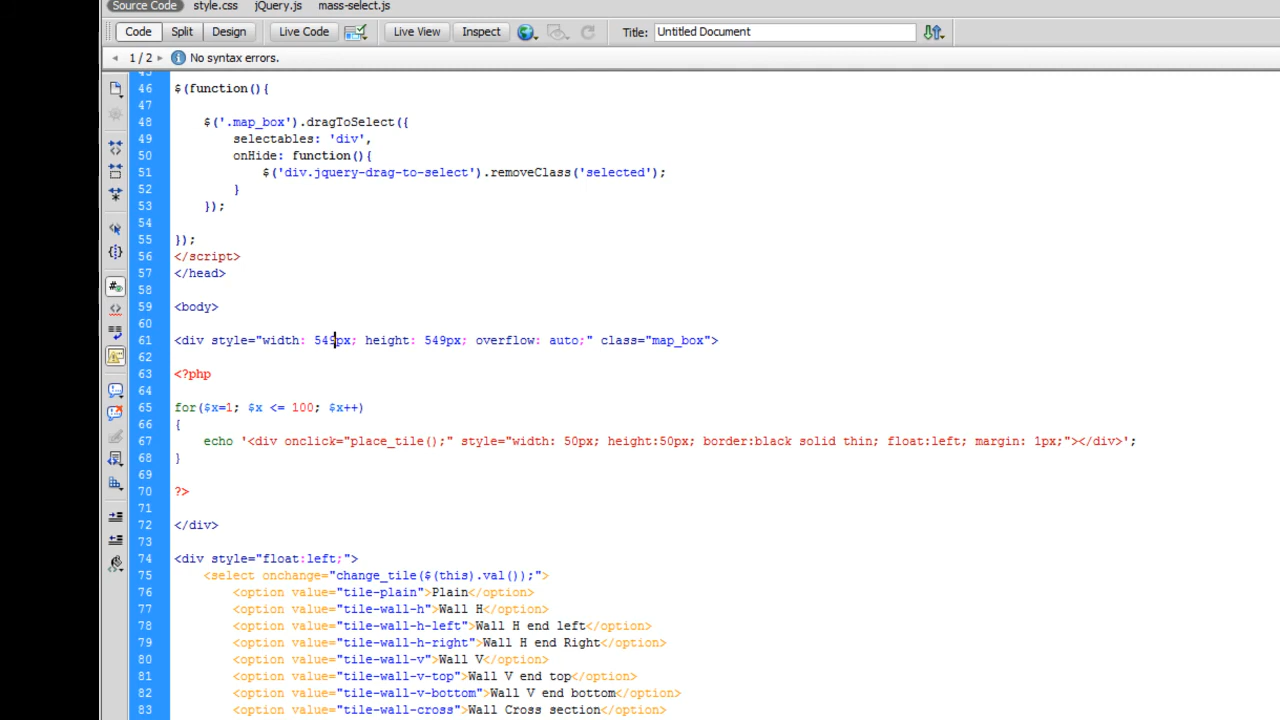 Source Code style.css jQuery.js mass-select.js
Code Split Design Live Code Live View Inspect Title: Untitled Document
1 / 2 No syntax errors.
46 $(function(){
47
48 $('.map_box').dragToSelect({
49 selectables: 'div',
50 onHide: function(){
51 $('div.jquery-drag-to-select').removeClass('selected');
52 }
53 });
54
55 });
56 </script>
57 </head>
58
59 <body>
60
61 <div style="width: 549px; height: 549px; overflow: auto;" class="map_box">
62
63 <?php
64
65 for($x=1; $x <= 100; $x++)
66 {
67 echo '<div onclick="place_tile();" style="width: 50px; height:50px; border:black solid thin; float:left; margin: 1px;"></div>';
68 }
69
70 ?>
71
72 </div>
73
74 <div style="float:left;">
75 <select onchange="change_tile($(this).val());">
76 <option value="tile-plain">Plain</option>
77 <option value="tile-wall-h">Wall H</option>
78 <option value="tile-wall-h-left">Wall H end left</option>
79 <option value="tile-wall-h-right">Wall H end Right</option>
80 <option value="tile-wall-v">Wall V</option>
81 <option value="tile-wall-v-top">Wall V end top</option>
82 <option value="tile-wall-v-bottom">Wall V end bottom</option>
83 <option value="tile-wall-cross">Wall Cross section</option>